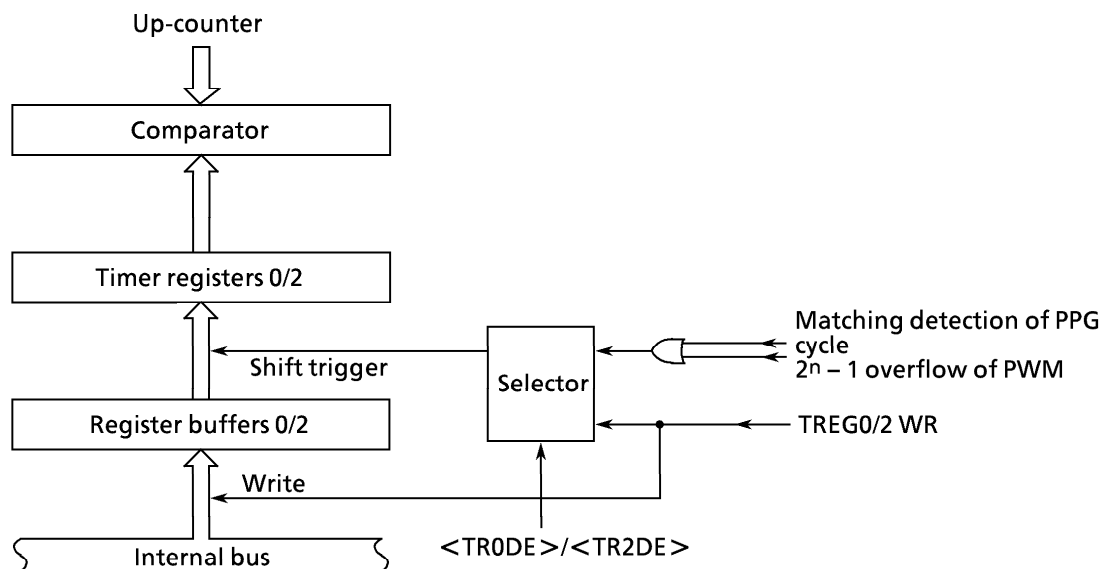 Up-counter
Comparator
Timer registers 0/2
Matching detection of PPG
cycle
2ⁿ – 1 overflow of PWM
Shift trigger
Selector
Register buffers 0/2
TREG0/2 WR
Write
<TR0DE>/<TR2DE>
Internal bus